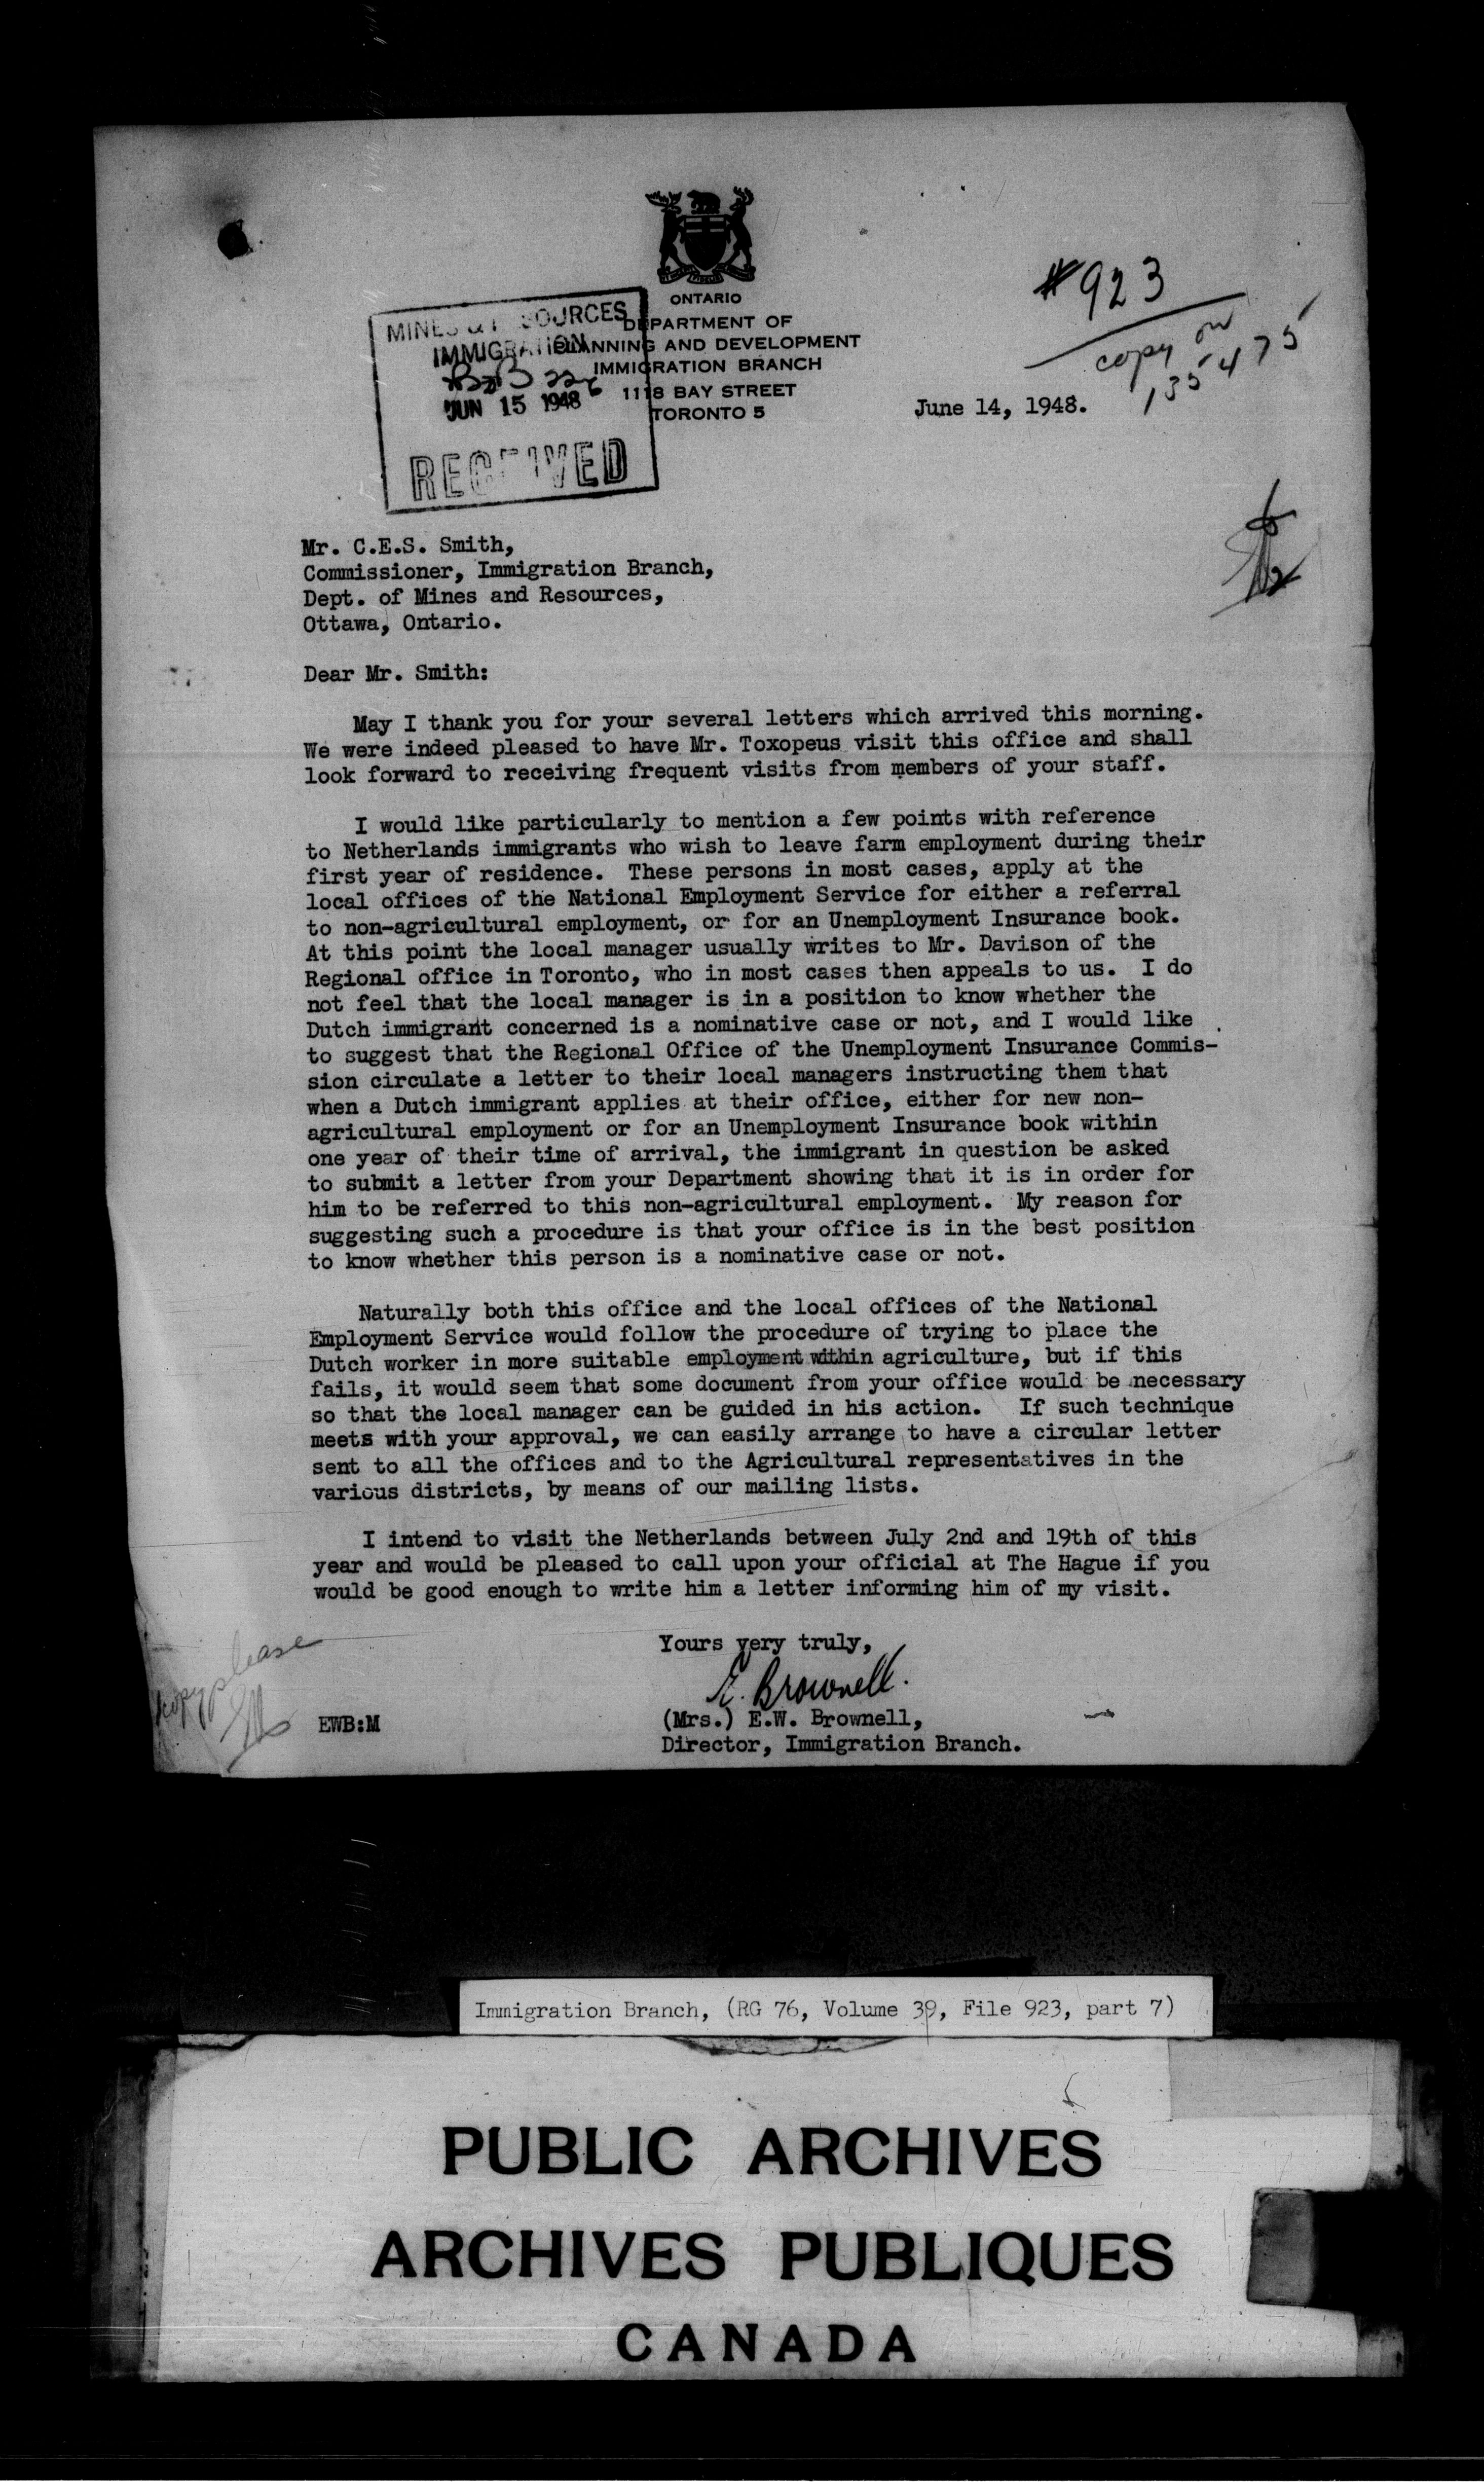 #923
copy on
135475
ONTARIO
DEPARTMENT OF
PLANNING AND DEVELOPMENT
IMMIGRATION BRANCH
1118 BAY STREET
TORONTO 5
MINES & RESOURCES
IMMIGRATION
JUN 15 1948
RECEIVED
June 14, 1948.
Mr. C.E.S. Smith,
Commissioner, Immigration Branch,
Dept. of Mines and Resources,
Ottawa, Ontario.
Dear Mr. Smith:
May I thank you for your several letters which arrived this morning.
We were indeed pleased to have Mr. Toxopeus visit this office and shall
look forward to receiving frequent visits from members of your staff.
I would like particularly to mention a few points with reference
to Netherlands immigrants who wish to leave farm employment during their
first year of residence. These persons in most cases, apply at the
local offices of the National Employment Service for either a referral
to non-agricultural employment, or for an Unemployment Insurance book.
At this point the local manager usually writes to Mr. Davison of the
Regional office in Toronto, who in most cases then appeals to us. I do
not feel that the local manager is in a position to know whether the
Dutch immigrant concerned is a nominative case or not, and I would like
to suggest that the Regional Office of the Unemployment Insurance Commis-
sion circulate a letter to their local managers instructing them that
when a Dutch immigrant applies at their office, either for new non-
agricultural employment or for an Unemployment Insurance book within
one year of their time of arrival, the immigrant in question be asked
to submit a letter from your Department showing that it is in order for
him to be referred to this non-agricultural employment. My reason for
suggesting such a procedure is that your office is in the best position
to know whether this person is a nominative case or not.
Naturally both this office and the local offices of the National
Employment Service would follow the procedure of trying to place the
Dutch worker in more suitable employment within agriculture, but if this
fails, it would seem that some document from your office would be necessary
so that the local manager can be guided in his action. If such technique
meets with your approval, we can easily arrange to have a circular letter
sent to all the offices and to the Agricultural representatives in the
various districts, by means of our mailing lists.
I intend to visit the Netherlands between July 2nd and 19th of this
year and would be pleased to call upon your official at The Hague if you
would be good enough to write him a letter informing him of my visit.
Yours very truly,
E. Brownell.
copy please
EWB:M
(Mrs.) E.W. Brownell,
Director, Immigration Branch.
Immigration Branch, (RG 76, Volume 39, File 923, part 7)
PUBLIC ARCHIVES
ARCHIVES PUBLIQUES
CANADA